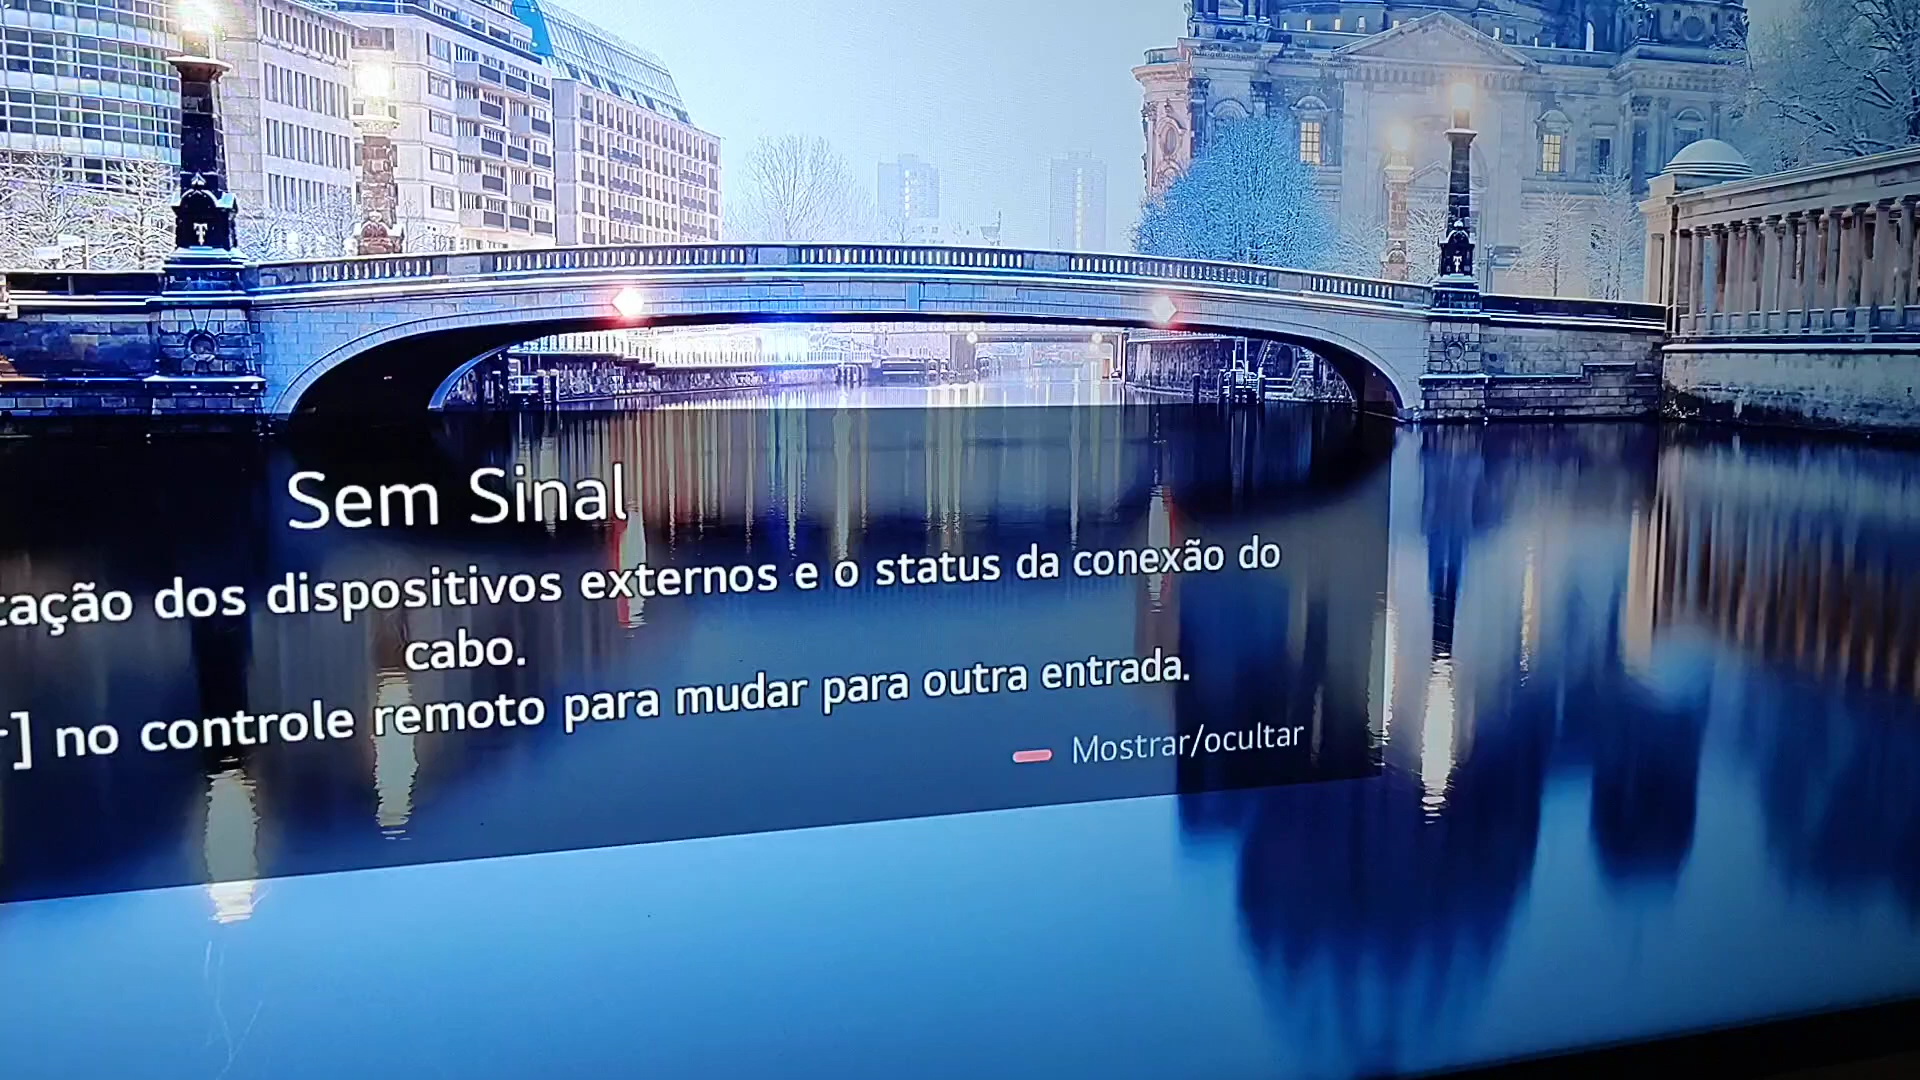 Sem Sinal
tação dos dispositivos externos e o status da conexão do
cabo.
] no controle remoto para mudar para outra entrada.
Mostrar/ocultar